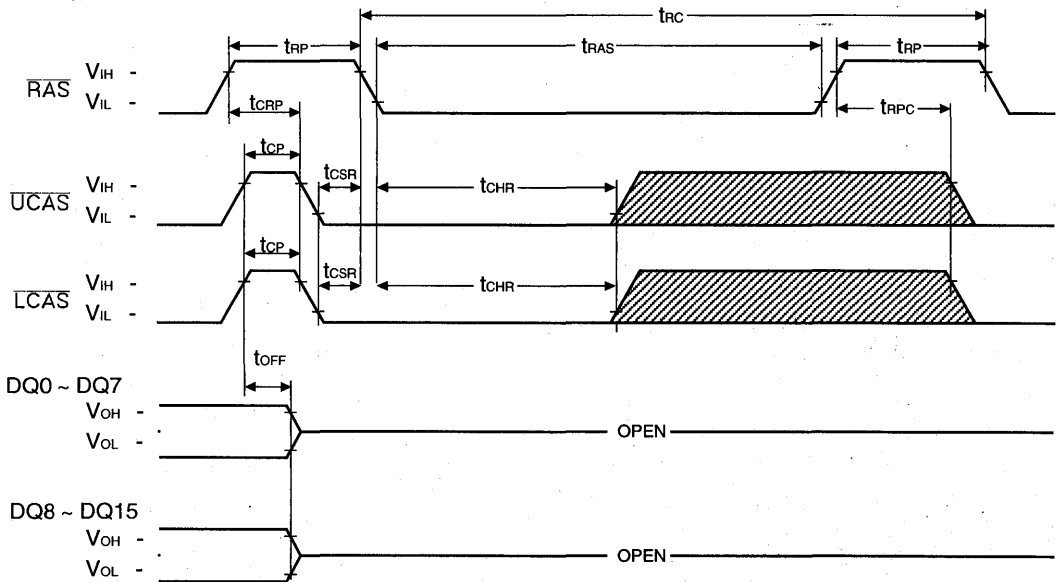 tRC
tRP
tRAS
tRP
RAS
VIH -
VIL -
tCRP
tRPC
tCP
tCSR
tCHR
UCAS
VIH -
VIL -
tCP
tCSR
tCHR
LCAS
VIH -
VIL -
tOFF
DQ0 ~ DQ7
VOH -
VOL -
OPEN
DQ8 ~ DQ15
VOH -
VOL -
OPEN